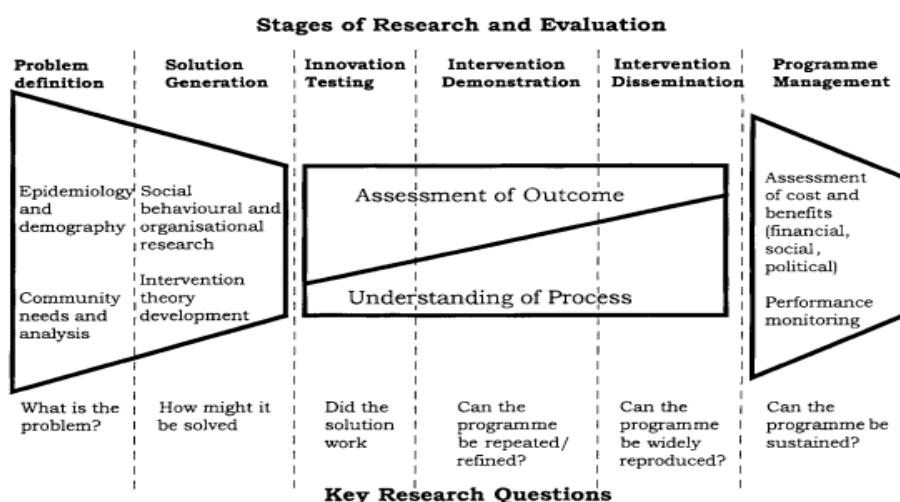 Stages of Research and Evaluation
Problem
definition
Solution
Generation
Innovation
Testing
Intervention
Demonstration
Intervention
Dissemination
Programme
Management
Epidemiology
and
demography
Community
needs and
analysis
Social
behavioural and
organisational
research
Intervention
theory
development
Assessment of Outcome
Understanding of Process
Assessment
of cost and
benefits
(financial,
social,
political)
Performance
monitoring
What is the
problem?
How might it
be solved
Did the
solution
work
Can the
programme
be repeated/
refined?
Can the
programme
be widely
reproduced?
Can the
programme be
sustained?
Key Research Questions